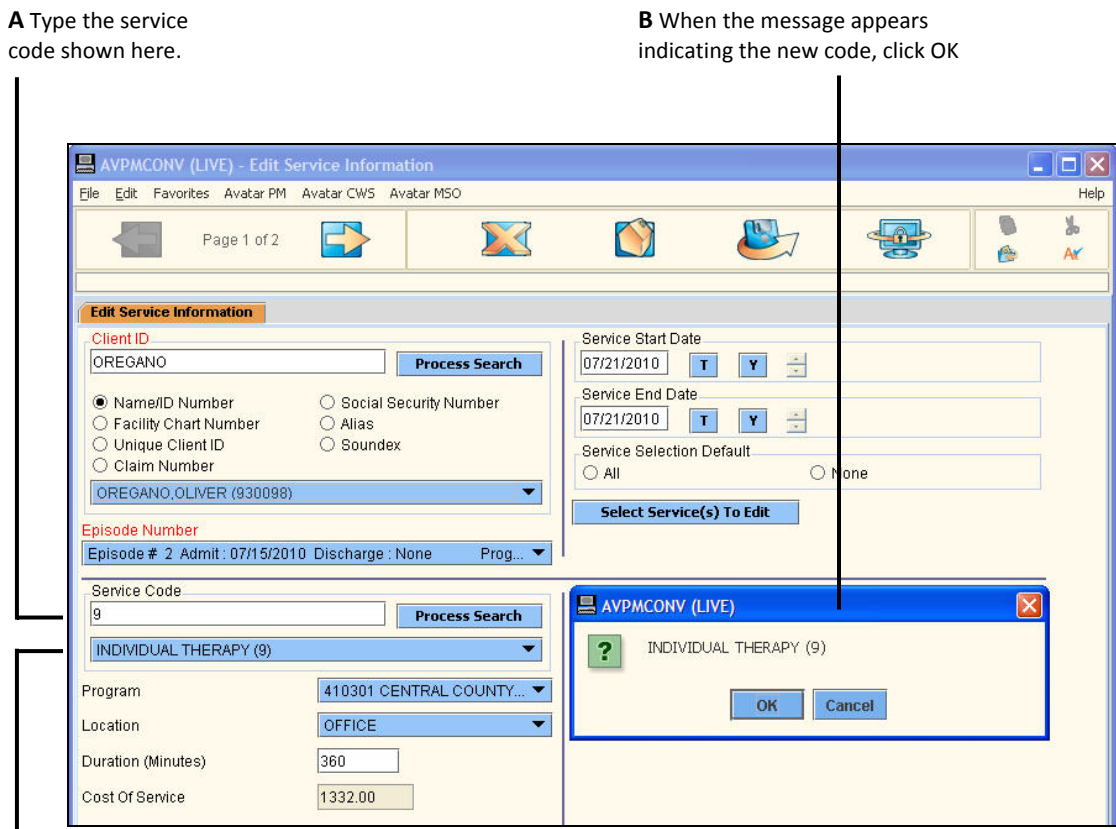 A Type the service
code shown here.
B When the message appears
indicating the new code, click OK
AVPMCONV (LIVE) - Edit Service Information
File Edit Favorites Avatar PM Avatar CWS Avatar MSO Help
Page 1 of 2
Edit Service Information
Client ID
OREGANO
Process Search
Name/ID Number
Social Security Number
Facility Chart Number
Alias
Unique Client ID
Soundex
Claim Number
OREGANO,OLIVER (930098)
Episode Number
Episode # 2 Admit : 07/15/2010 Discharge : None Prog...
Service Start Date
07/21/2010 T Y
Service End Date
07/21/2010 T Y
Service Selection Default
All None
Select Service(s) To Edit
Service Code
9
Process Search
INDIVIDUAL THERAPY (9)
Program 410301 CENTRAL COUNTY...
Location OFFICE
Duration (Minutes) 360
Cost Of Service 1332.00
AVPMCONV (LIVE)
? INDIVIDUAL THERAPY (9)
OK Cancel